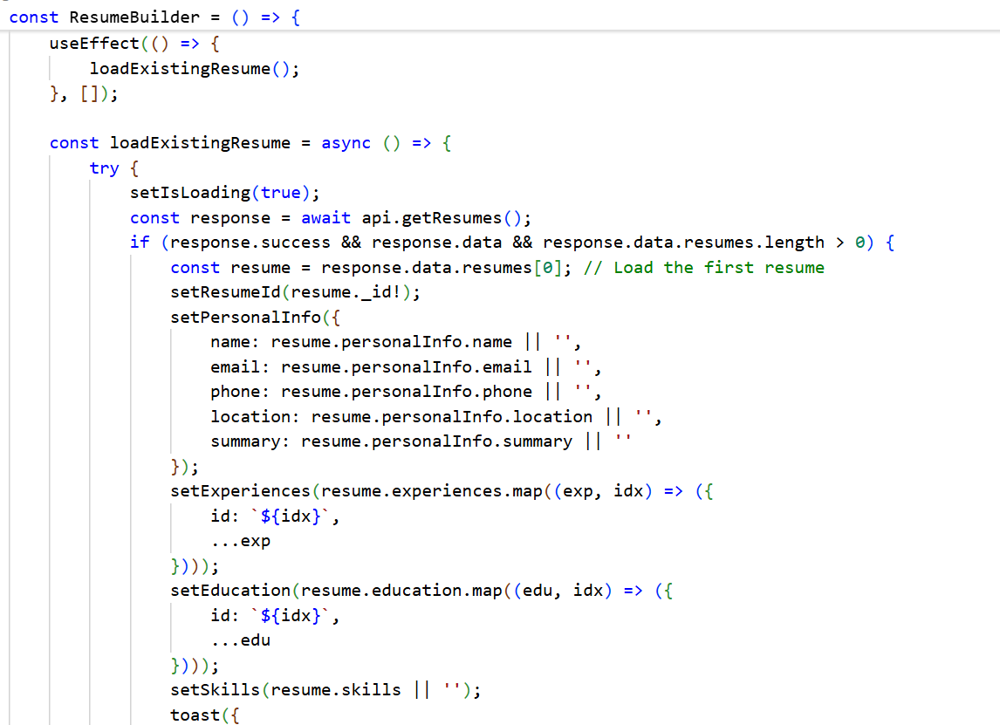 const ResumeBuilder = () => {
    useEffect(() => {
        loadExistingResume();
    }, []);

    const loadExistingResume = async () => {
        try {
            setIsLoading(true);
            const response = await api.getResumes();
            if (response.success && response.data && response.data.resumes.length > 0) {
                const resume = response.data.resumes[0]; // Load the first resume
                setResumeId(resume._id!);
                setPersonalInfo({
                    name: resume.personalInfo.name || '',
                    email: resume.personalInfo.email || '',
                    phone: resume.personalInfo.phone || '',
                    location: resume.personalInfo.location || '',
                    summary: resume.personalInfo.summary || ''
                });
                setExperiences(resume.experiences.map((exp, idx) => ({
                    id: `${idx}`,
                    ...exp
                })));
                setEducation(resume.education.map((edu, idx) => ({
                    id: `${idx}`,
                    ...edu
                })));
                setSkills(resume.skills || '');
                toast({